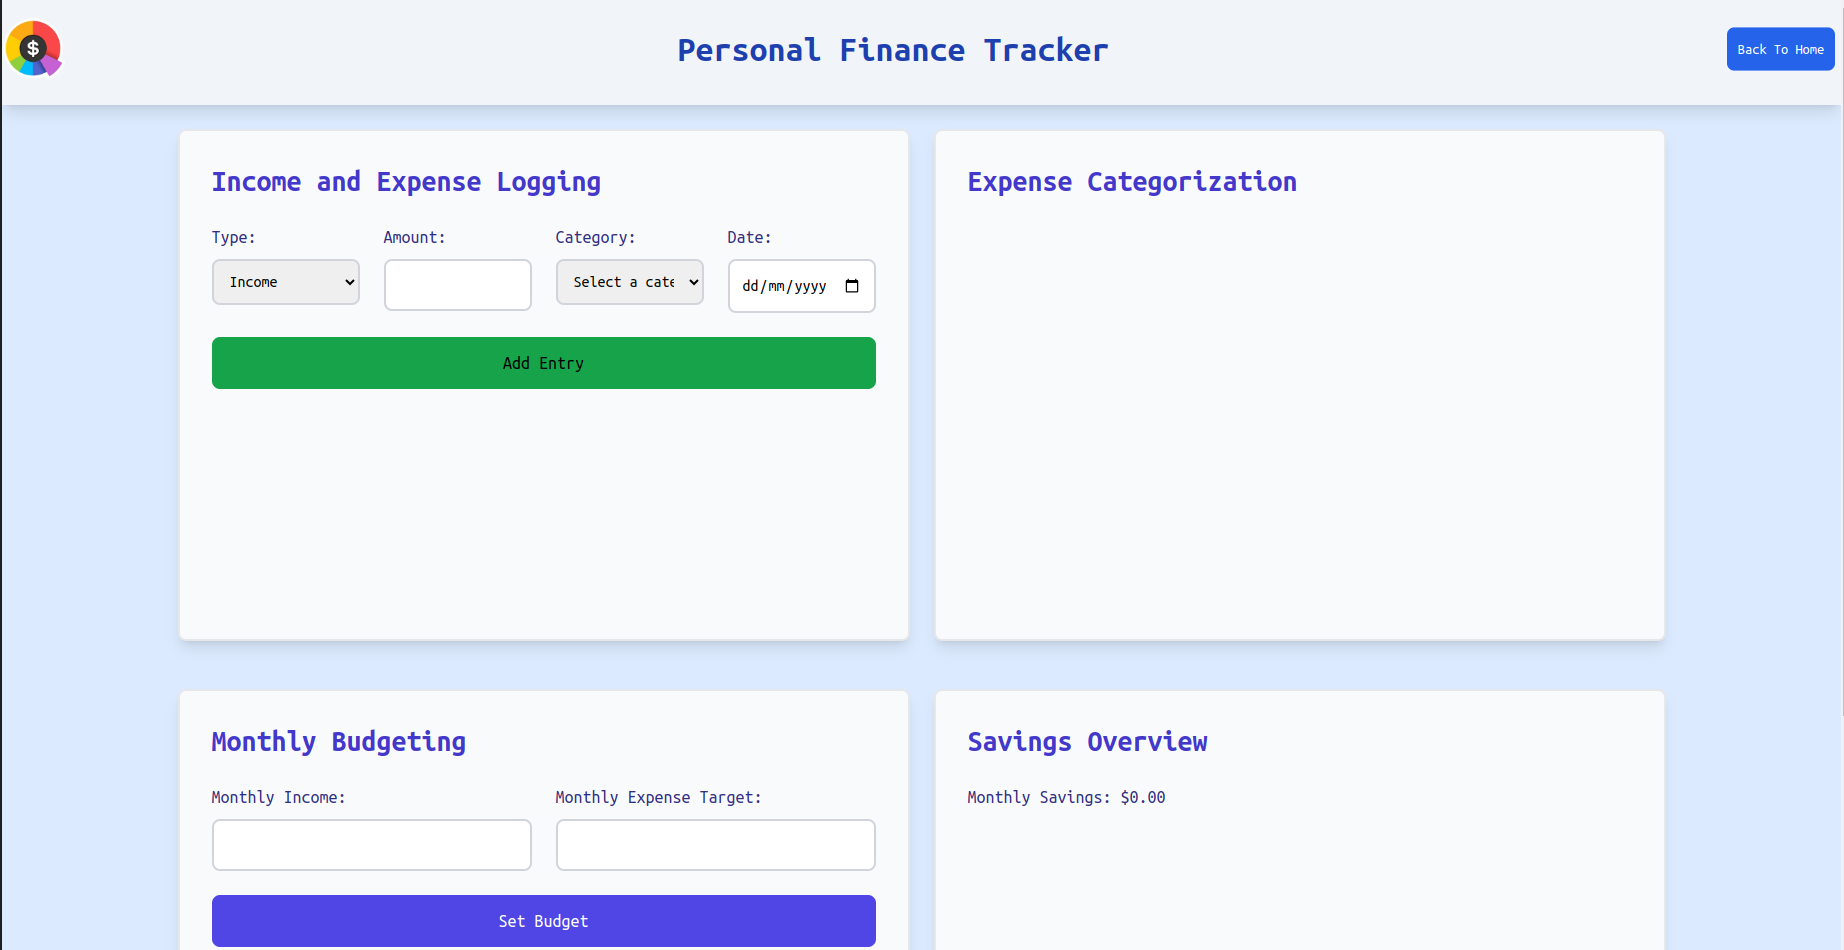 $
Personal Finance Tracker
Back To Home
Income and Expense Logging
Type:
Amount:
Category:
Date:
Income
Select a cate
dd/mm/yyyy
Add Entry
Expense Categorization
Monthly Budgeting
Monthly Income:
Monthly Expense Target:
Set Budget
Savings Overview
Monthly Savings: $0.00